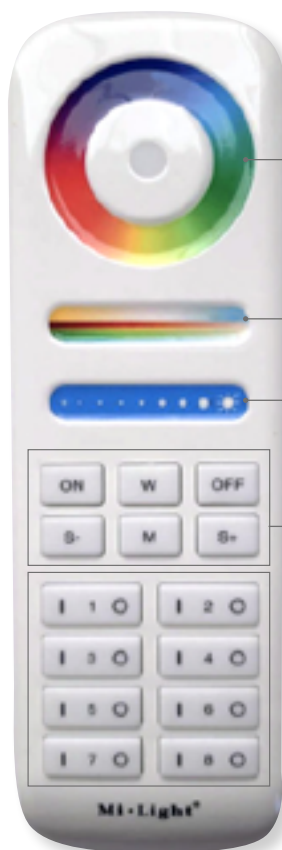 ON W OFF
S- M S+
I 1 O I 2 O
I 3 O I 4 O
I 5 O I 6 O
I 7 O I 8 O
Mi·Light®